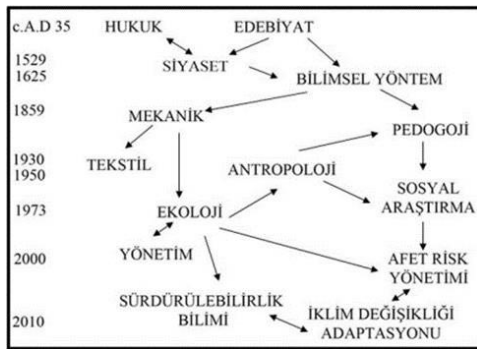 c.A.D 35 HUKUK EDEBİYAT
1529 SİYASET
1625 BİLİMSEL YÖNTEM
1859 MEKANİK PEDOGOJİ
1930 TEKSTİL ANTROPOLOJİ
1950 SOSYAL
1973 EKOLOJİ ARAŞTIRMA
YÖNETİM
2000 AFET RİSK
YÖNETİMİ
SÜRDÜRÜLEBİLİRLİK
BİLİMİ İKLİM DEĞİŞİKLİĞİ
2010 ADAPTASYONU